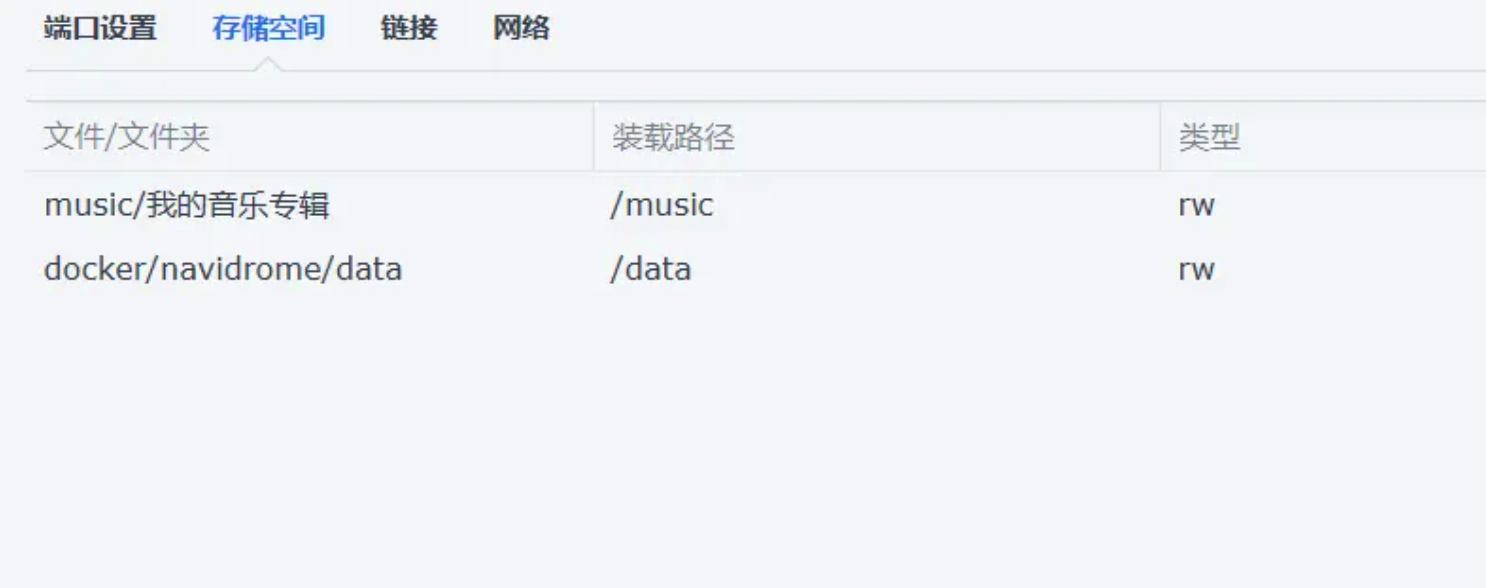 端口设置 存储空间 链接 网络
文件/文件夹 装载路径 类型
music/我的音乐专辑 /music rw
docker/navidrome/data /data rw